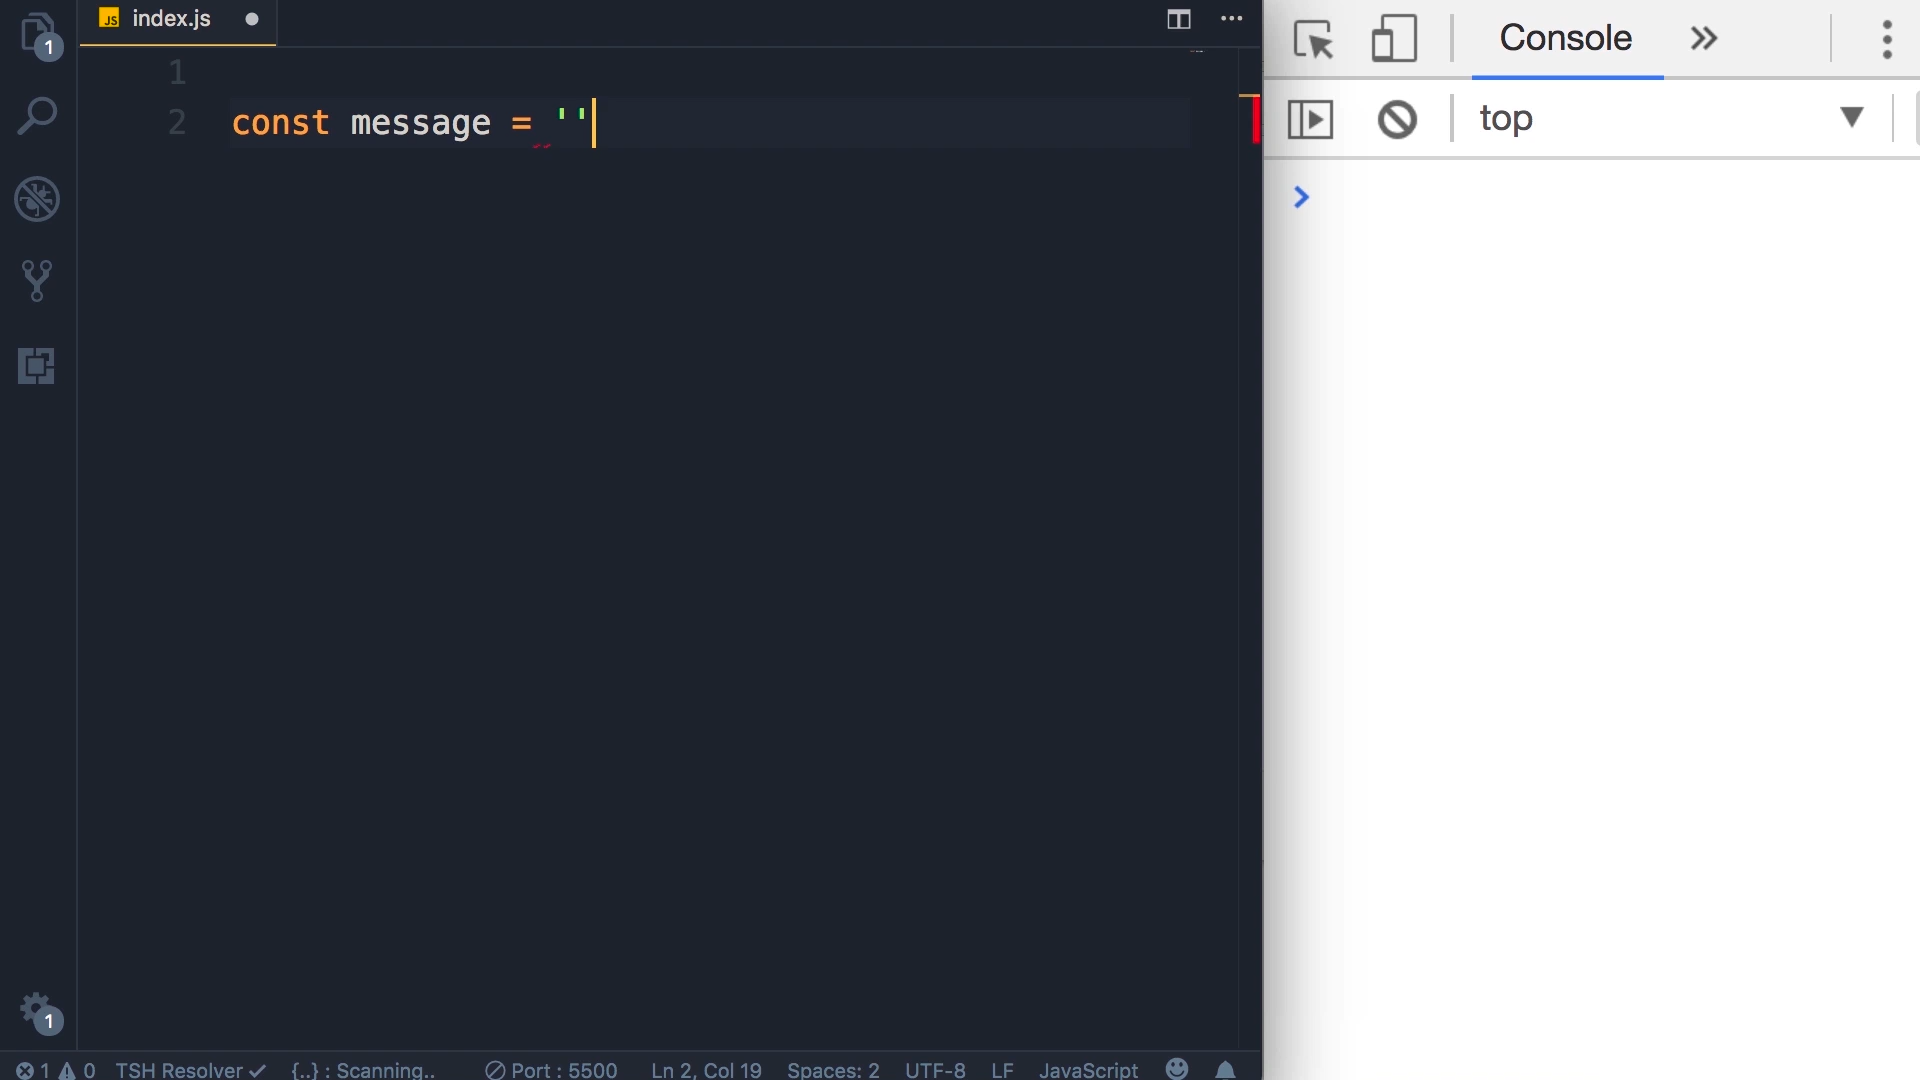 1
JS index.js
1
2 const message = ''
1
1 0 TSH Resolver {..} : Scanning.. Port : 5500 Ln 2, Col 19 Spaces: 2 UTF-8 LF JavaScript
Console
top